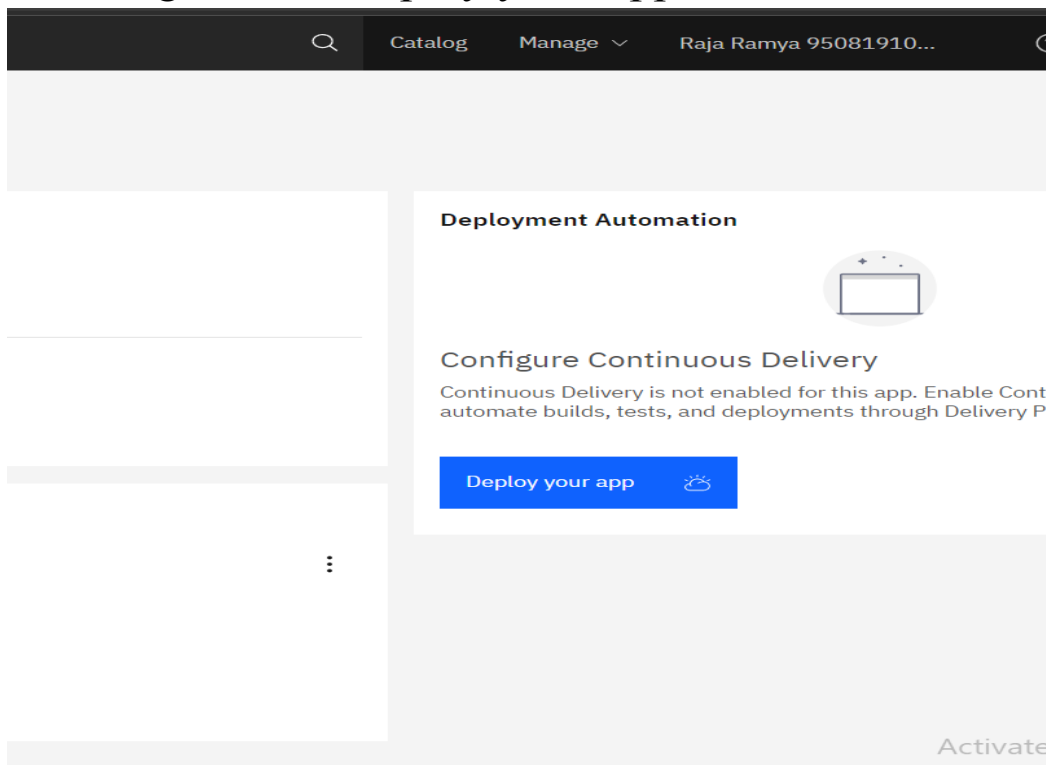 Catalog Manage Raja Ramya 95081910...
Deployment Automation
Configure Continuous Delivery
Continuous Delivery is not enabled for this app. Enable Cont
automate builds, tests, and deployments through Delivery P
Deploy your app
Activate